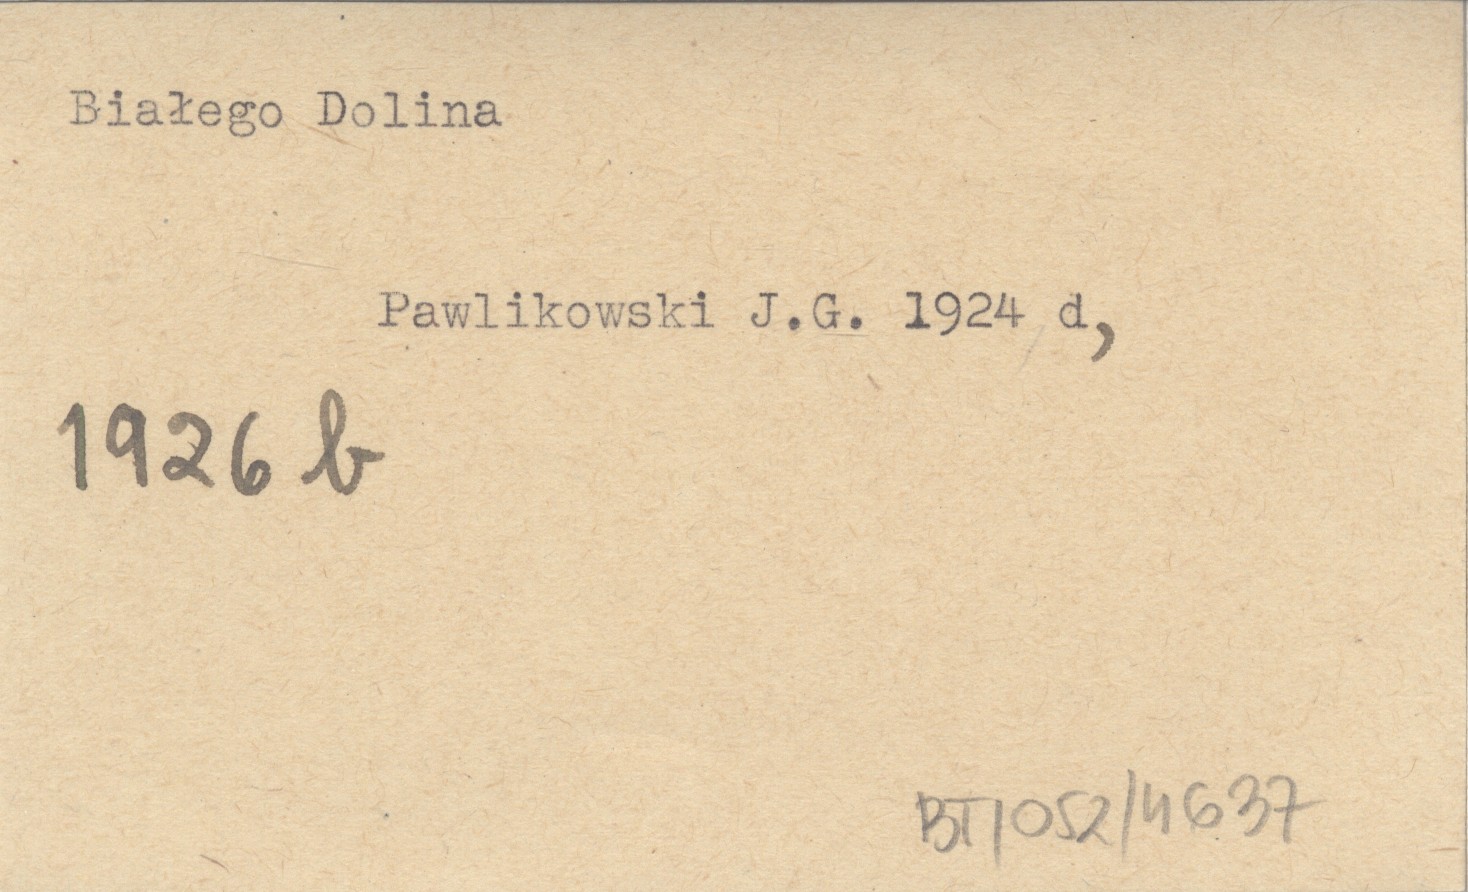 Białego Dolina
Pawlikowski J.G. 1924 d,
1926 b
BT/052/4637